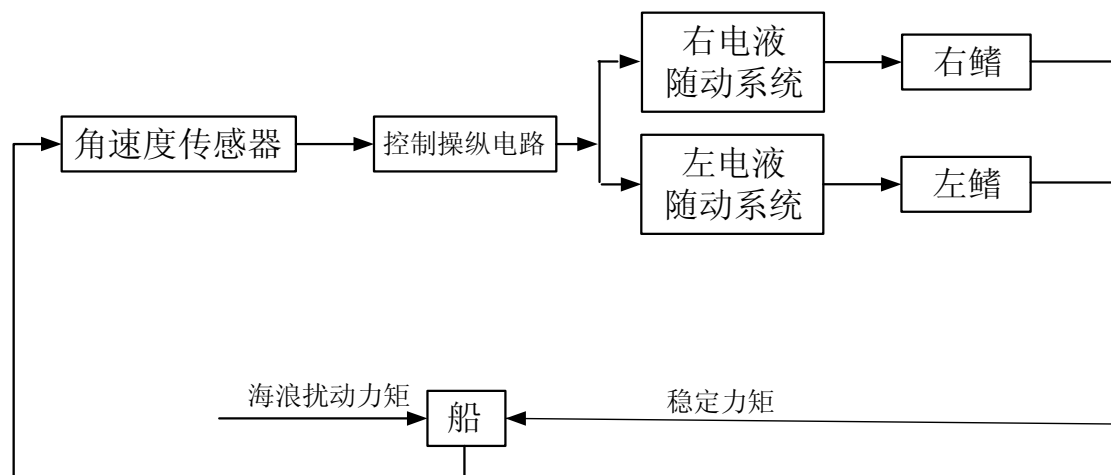 右电液
随动系统
右鳍
角速度传感器
控制操纵电路
左电液
随动系统
左鳍
海浪扰动力矩
船
稳定力矩